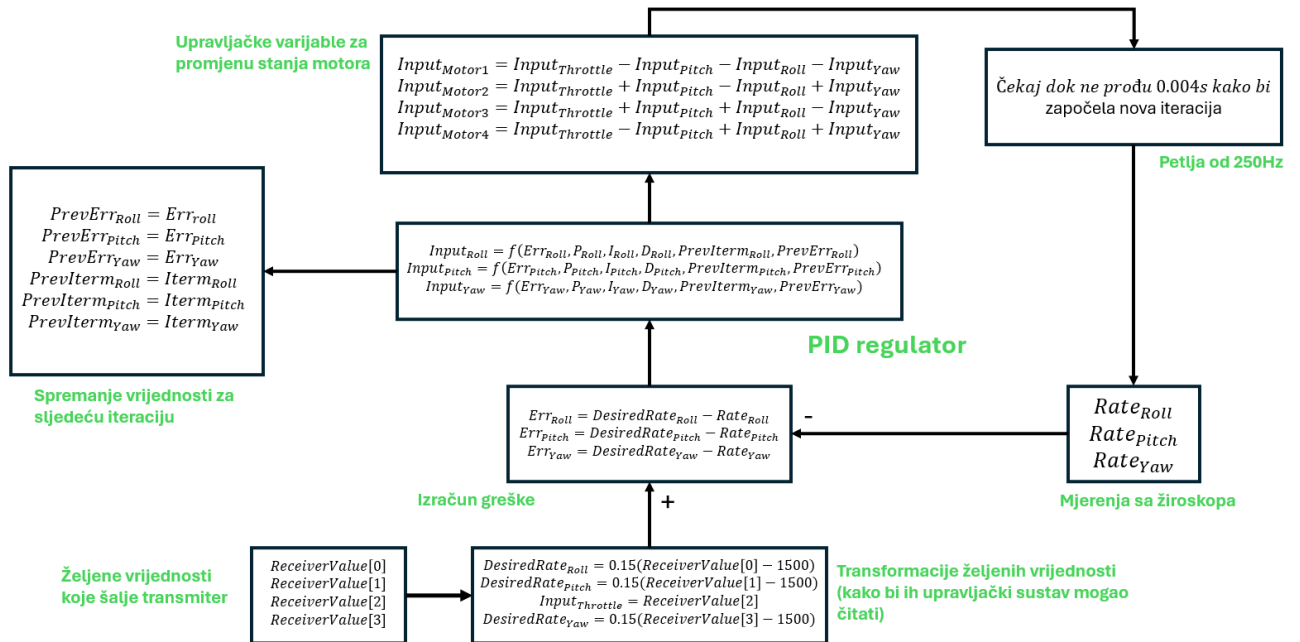 Upravljačke varijable za
promjenu stanja motora
Input_Motor1 = Input_Throttle − Input_Pitch − Input_Roll − Input_Yaw
Input_Motor2 = Input_Throttle + Input_Pitch − Input_Roll + Input_Yaw
Input_Motor3 = Input_Throttle + Input_Pitch + Input_Roll − Input_Yaw
Input_Motor4 = Input_Throttle − Input_Pitch + Input_Roll + Input_Yaw
Čekaj dok ne prođu 0.004s kako bi
započela nova iteracija
Petlja od 250Hz
PrevErr_Roll = Err_roll
PrevErr_Pitch = Err_Pitch
PrevErr_Yaw = Err_Yaw
PrevIterm_Roll = Iterm_Roll
PrevIterm_Pitch = Iterm_Pitch
PrevIterm_Yaw = Iterm_Yaw
Spremanje vrijednosti za
sljedeću iteraciju
Input_Roll = f(Err_Roll, P_Roll, I_Roll, D_Roll, PrevIterm_Roll, PrevErr_Roll)
Input_Pitch = f(Err_Pitch, P_Pitch, I_Pitch, D_Pitch, PrevIterm_Pitch, PrevErr_Pitch)
Input_Yaw = f(Err_Yaw, P_Yaw, I_Yaw, D_Yaw, PrevIterm_Yaw, PrevErr_Yaw)
PID regulator
Err_Roll = DesiredRate_Roll − Rate_Roll
Err_Pitch = DesiredRate_Pitch − Rate_Pitch
Err_Yaw = DesiredRate_Yaw − Rate_Yaw
Izračun greške
-
+
Rate_Roll
Rate_Pitch
Rate_Yaw
Mjerenja sa žiroskopa
Željene vrijednosti
koje šalje transmiter
ReceiverValue[0]
ReceiverValue[1]
ReceiverValue[2]
ReceiverValue[3]
DesiredRate_Roll = 0.15(ReceiverValue[0] − 1500)
DesiredRate_Pitch = 0.15(ReceiverValue[1] − 1500)
Input_Throttle = ReceiverValue[2]
DesiredRate_Yaw = 0.15(ReceiverValue[3] − 1500)
Transformacije željenih vrijednosti
(kako bi ih upravljački sustav mogao
čitati)